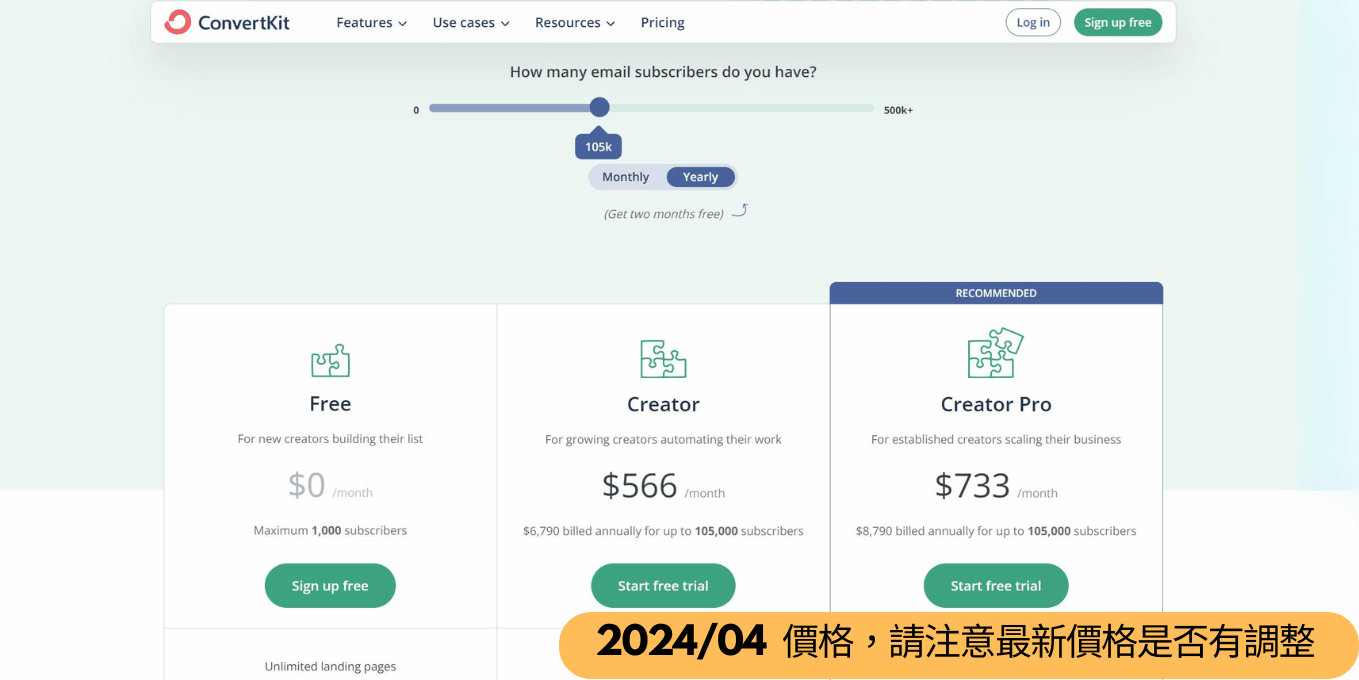 ConvertKit Features Use cases Resources Pricing Log in Sign up free
How many email subscribers do you have?
0 500k+
105k
Monthly Yearly
(Get two months free)
RECOMMENDED
Free Creator Creator Pro
For new creators building their list For growing creators automating their work For established creators scaling their business
$0 /month $566 /month $733 /month
Maximum 1,000 subscribers $6,790 billed annually for up to 105,000 subscribers $8,790 billed annually for up to 105,000 subscribers
Sign up free Start free trial Start free trial
2024/04 價格，請注意最新價格是否有調整
Unlimited landing pages